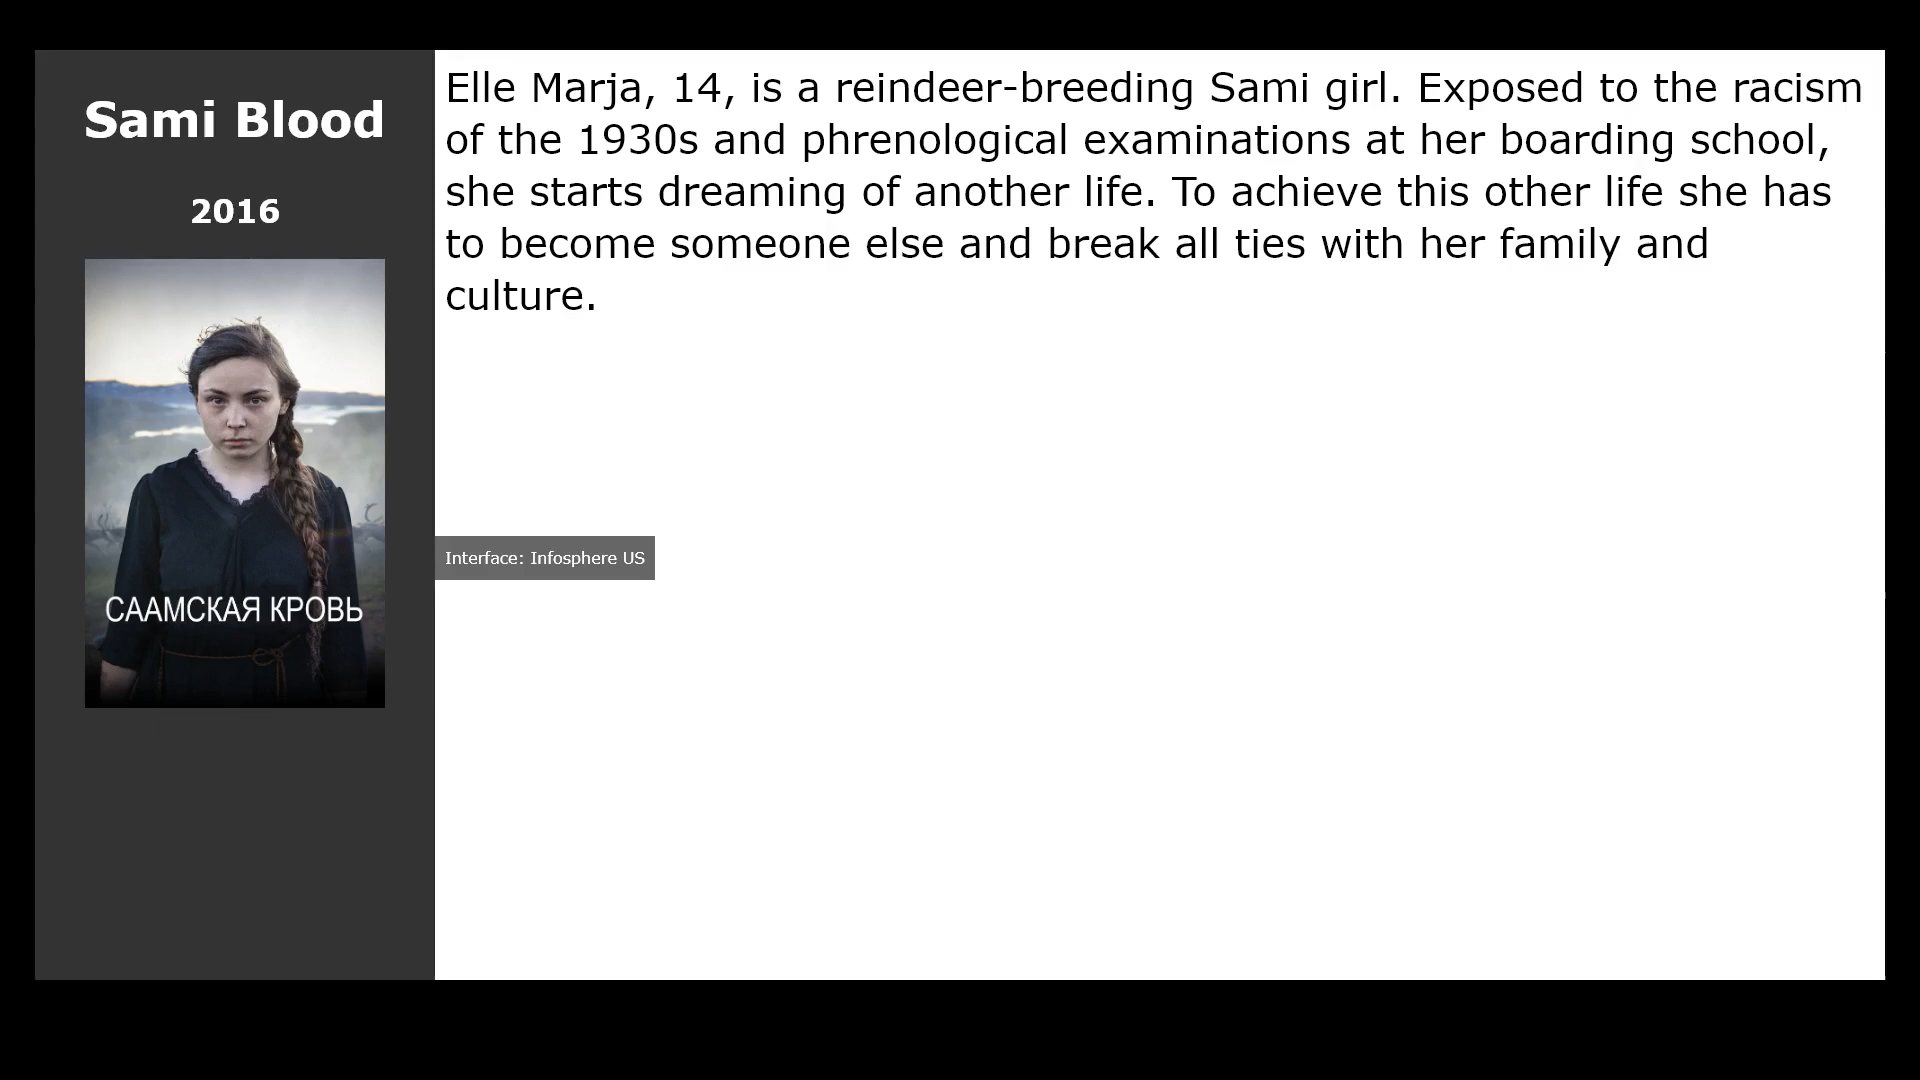 Sami Blood
2016
СААМСКАЯ КРОВЬ
Elle Marja, 14, is a reindeer-breeding Sami girl. Exposed to the racism
of the 1930s and phrenological examinations at her boarding school,
she starts dreaming of another life. To achieve this other life she has
to become someone else and break all ties with her family and
culture.
Interface: Infosphere US